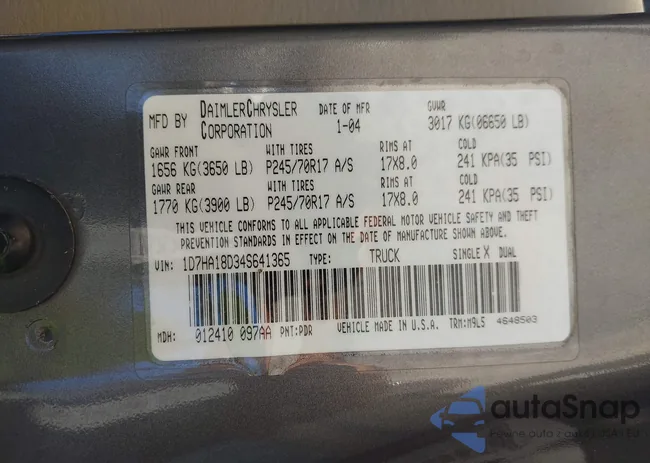 MFD BY DAIMLERCHRYSLER CORPORATION DATE OF MFR 1-04 GVWR 3017 KG(06650 LB)
GAWR FRONT WITH TIRES RIMS AT COLD
1656 KG(3650 LB) P245/70R17 A/S 17X8.0 241 KPA(35 PSI)
GAWR REAR WITH TIRES RIMS AT COLD
1770 KG(3900 LB) P245/70R17 A/S 17X8.0 241 KPA(35 PSI)
THIS VEHICLE CONFORMS TO ALL APPLICABLE FEDERAL MOTOR VEHICLE SAFETY AND THEFT
PREVENTION STANDARDS IN EFFECT ON THE DATE OF MANUFACTURE SHOWN ABOVE.
VIN: 1D7HA18D34S641365 TYPE: TRUCK SINGLE X DUAL
MDH: 012410 097AA PNT:PDR VEHICLE MADE IN U.S.A. TRM:M9L5 4648503
autoSnap